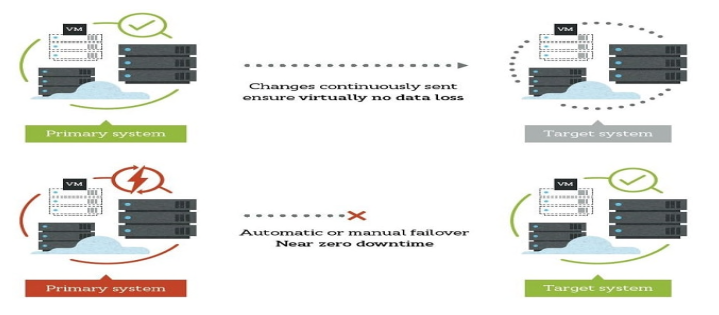 VM
VM
Changes continuously sent
ensure virtually no data loss
Primary system
Target system
VM
VM
Automatic or manual failover
Near zero downtime
Primary system
Target system